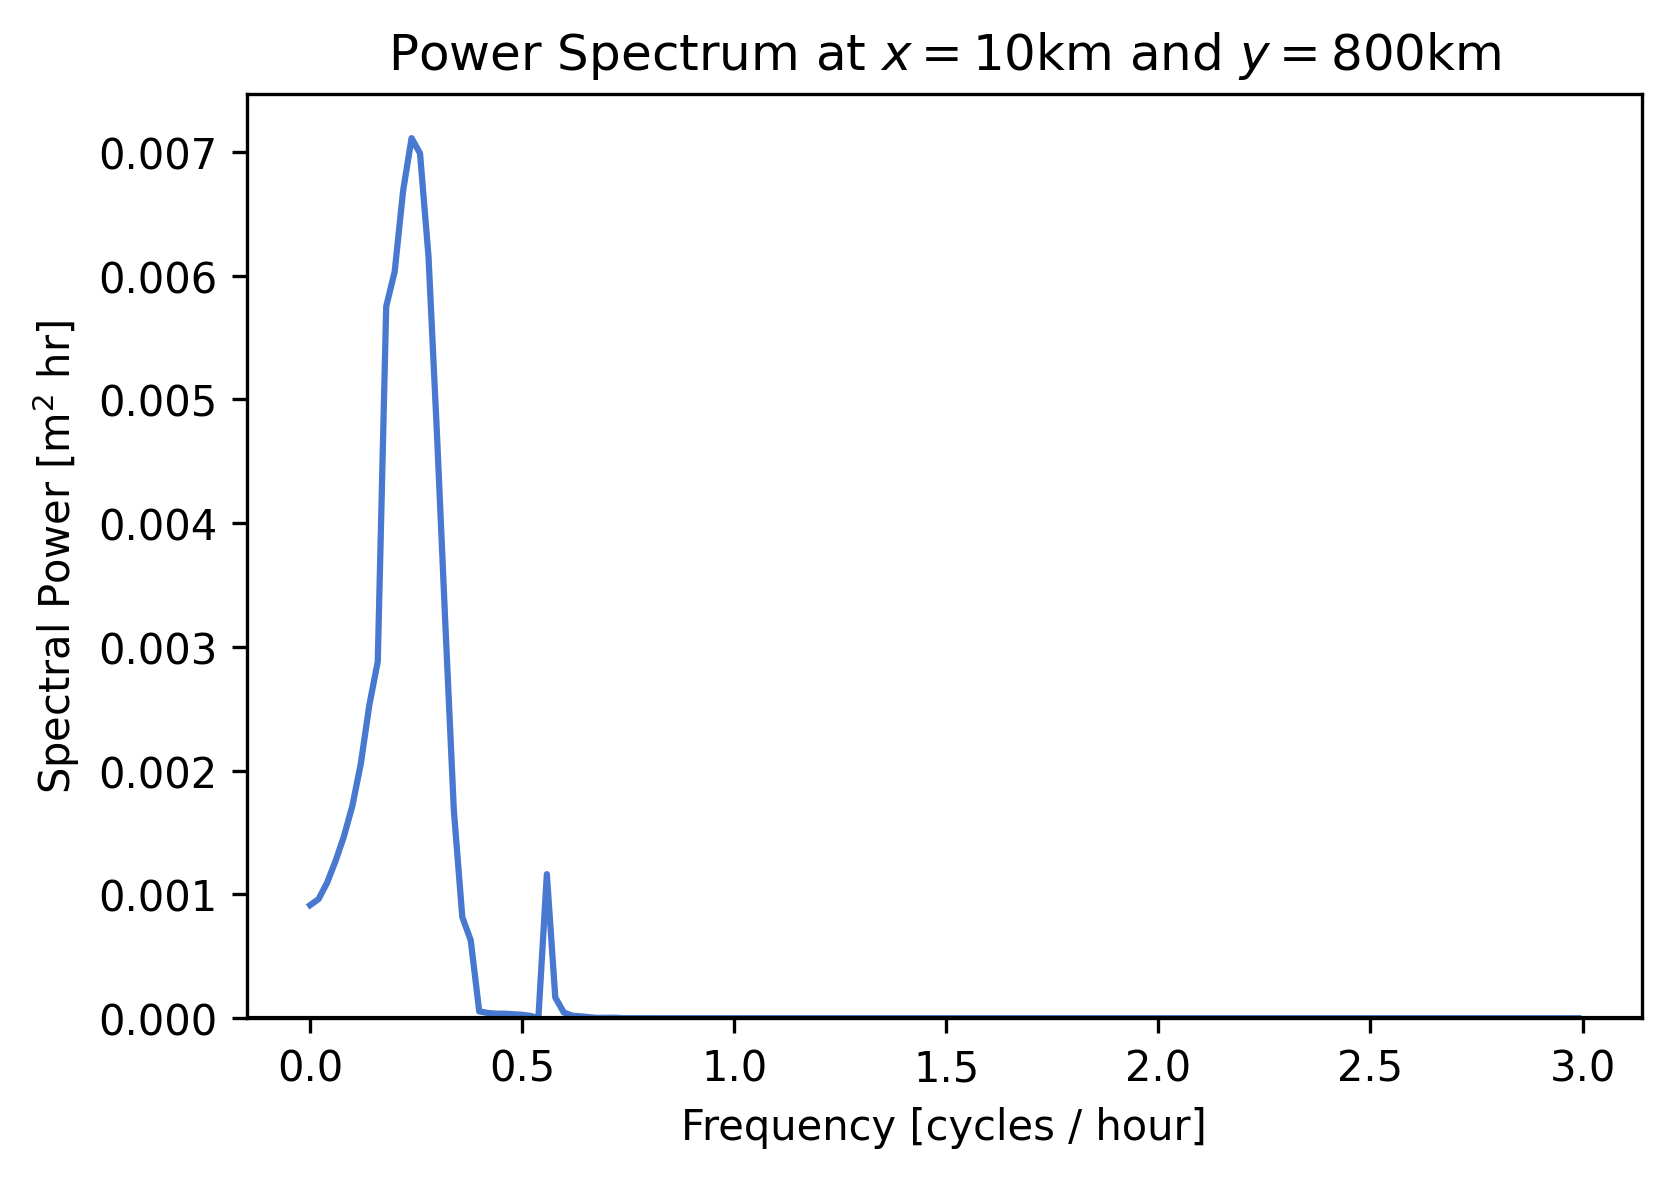 Power Spectrum at x = 10km and y = 800km
0.007
0.006
0.005
0.004
0.003
0.002
0.001
0.000
Spectral Power [m² hr]
0.0 0.5 1.0 1.5 2.0 2.5 3.0
Frequency [cycles / hour]